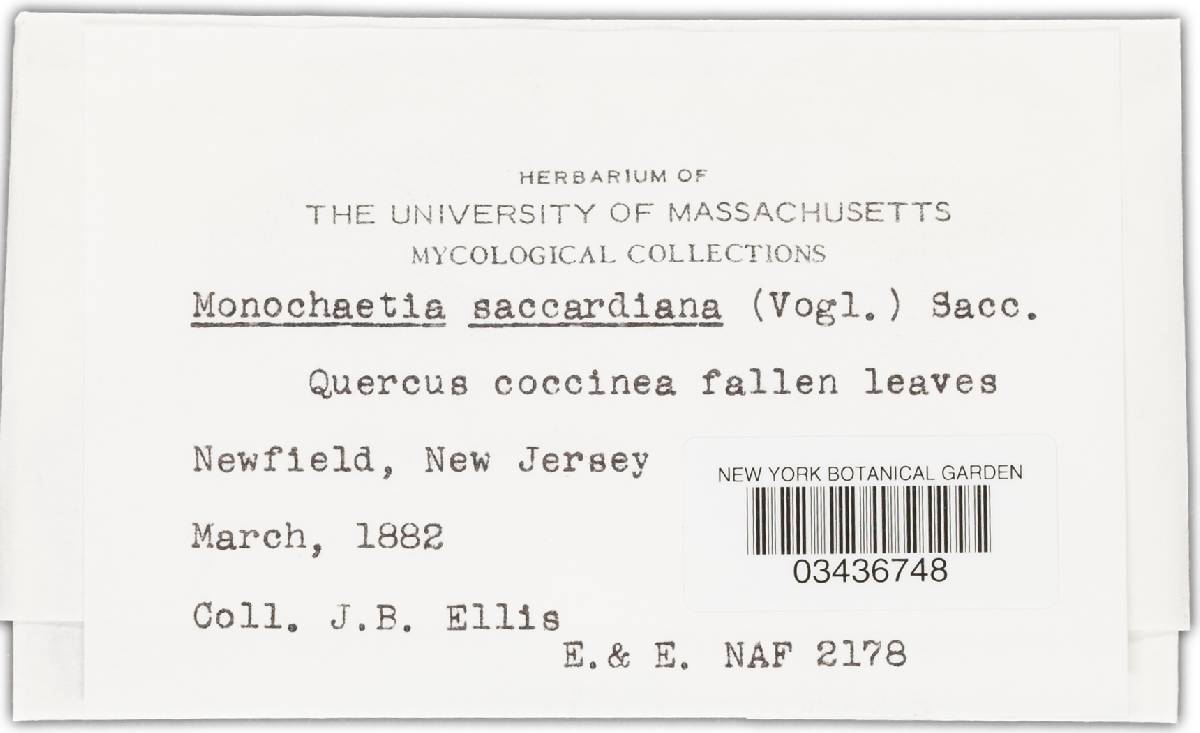 HERBARIUM OF
THE UNIVERSITY OF MASSACHUSETTS
MYCOLOGICAL COLLECTIONS
Monochaetia saccardiana (Vogl.) Sacc.
Quercus coccinea fallen leaves
Newfield, New Jersey
March, 1882
Coll. J.B. Ellis
E. & E. NAF 2178
NEW YORK BOTANICAL GARDEN
03436748